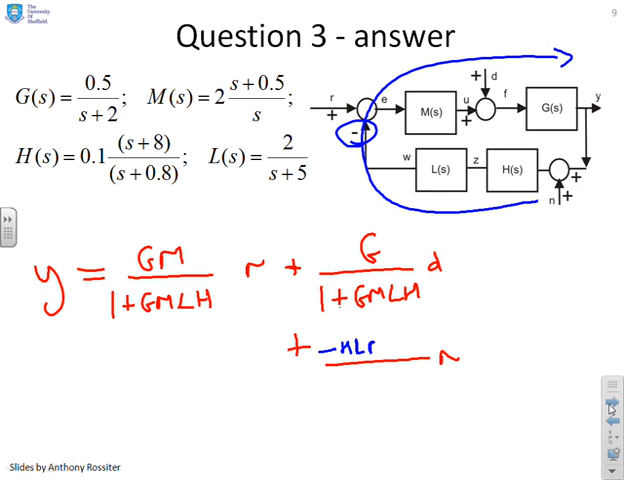 The University Of Sheffield.
9
Question 3 - answer
G(s) = 0.5 / s + 2; M(s) = 2 s + 0.5 / s;
H(s) = 0.1 (s + 8) / (s + 0.8); L(s) = 2 / s + 5
r + - e M(s) u + + d f G(s) y
w L(s) z H(s) + n +
y = GM / 1 + GMLH r + G / 1 + GMLH d
+ -HL / n
Slides by Anthony Rossiter